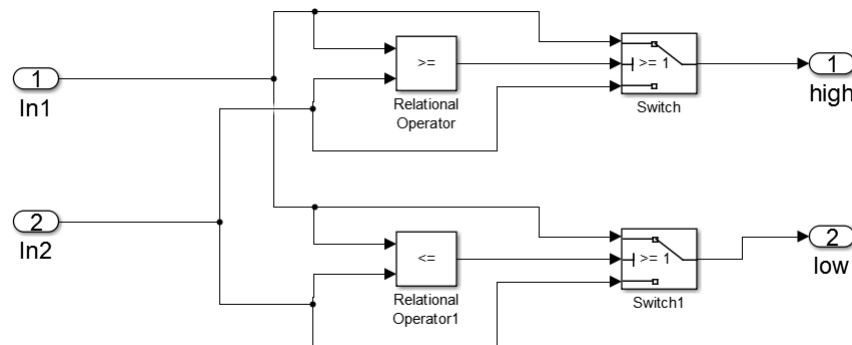 1
In1
>=
Relational
Operator
>= 1
Switch
1
high
2
In2
<=
Relational
Operator1
>= 1
Switch1
2
low